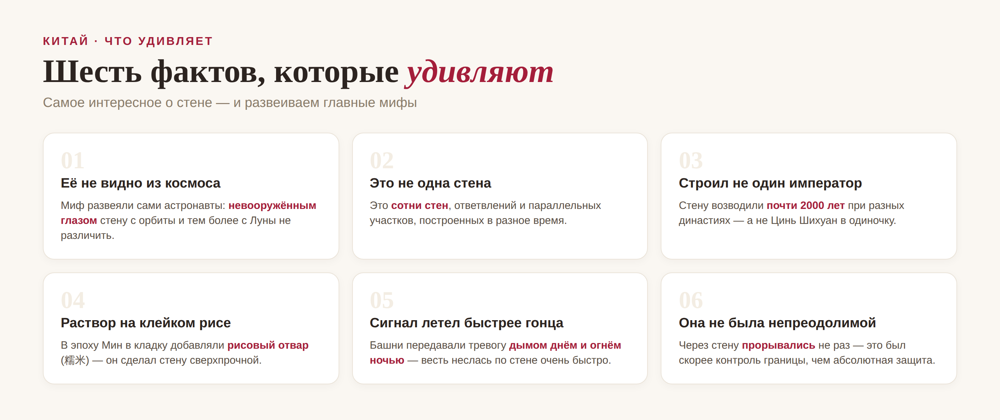 КИТАЙ · ЧТО УДИВЛЯЕТ
Шесть фактов, которые удивляют
Самое интересное о стене — и развеиваем главные мифы
01
Её не видно из космоса
Миф развеяли сами астронавты: невооружённым
глазом стену с орбиты и тем более с Луны не
различить.
02
Это не одна стена
Это сотни стен, ответвлений и параллельных
участков, построенных в разное время.
03
Строил не один император
Стену возводили почти 2000 лет при разных
династиях — а не Цинь Шихуан в одиночку.
04
Раствор на клейком рисе
В эпоху Мин в кладку добавляли рисовый отвар
(糯米) — он сделал стену сверхпрочной.
05
Сигнал летел быстрее гонца
Башни передавали тревогу дымом днём и огнём
ночью — весть неслась по стене очень быстро.
06
Она не была непреодолимой
Через стену прорывались не раз — это был
скорее контроль границы, чем абсолютная защита.